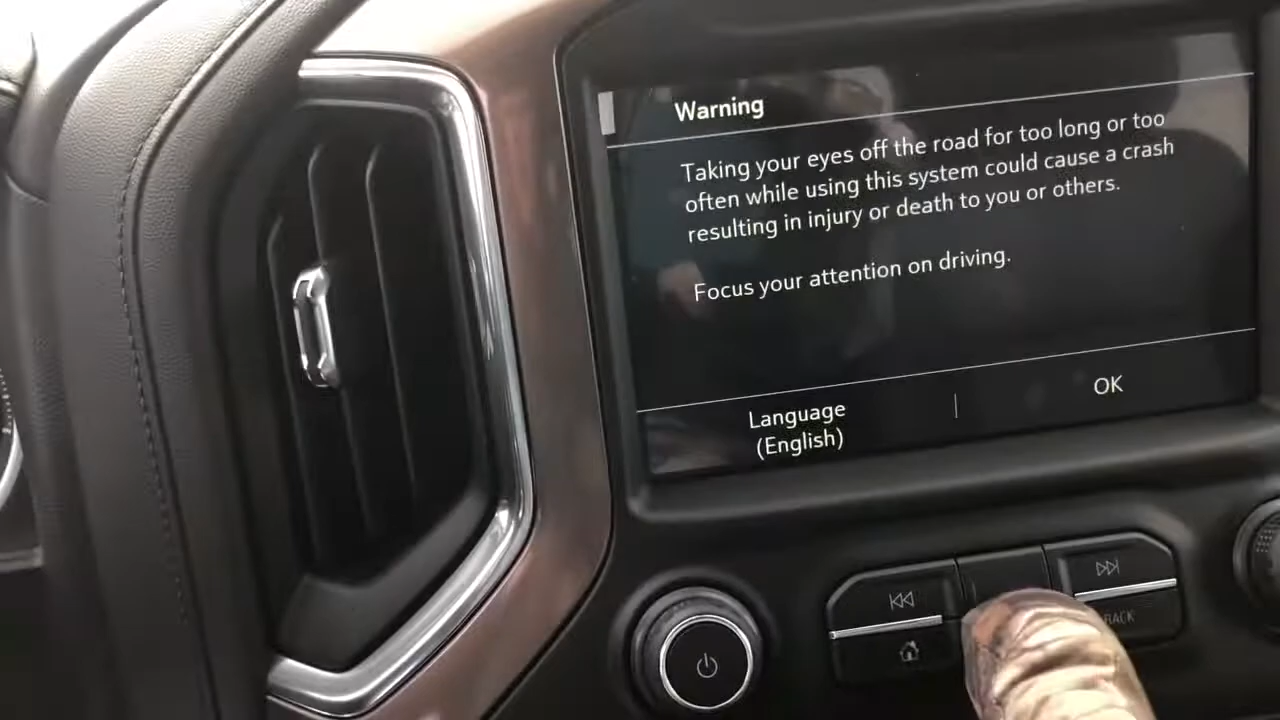 Warning
Taking your eyes off the road for too long or too
often while using this system could cause a crash
resulting in injury or death to you or others.
Focus your attention on driving.
Language
(English)
OK